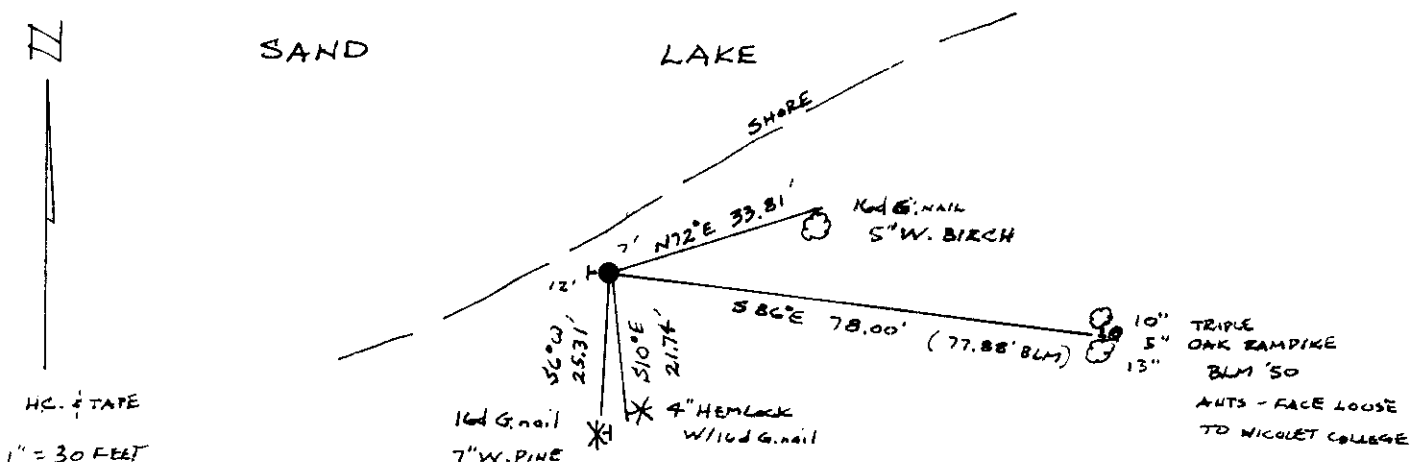 N
SAND LAKE
SHORE
7'
N72°E 33.81'
16d G. NAIL
5" W. BIRCH
12'
S86°E 78.00' (77.88' BLM)
10" TRIPLE
5" OAK RAMPIKE
13" BLM '50
ANTS - FACE LOOSE
TO NICOLET COLLEGE
S6°W
25.31'
S10°E
21.74'
H.C. & TAPE
1" = 30 FEET
16d G. nail
7" W. PINE
4" HEMLOCK
W/16d G. nail